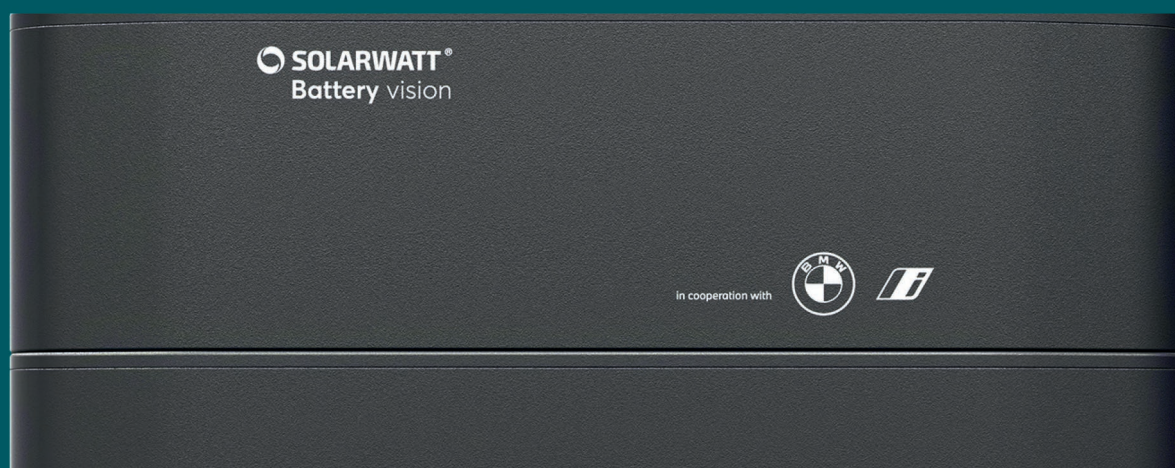 SOLARWATT®
Battery vision
in cooperation with
BMW
i